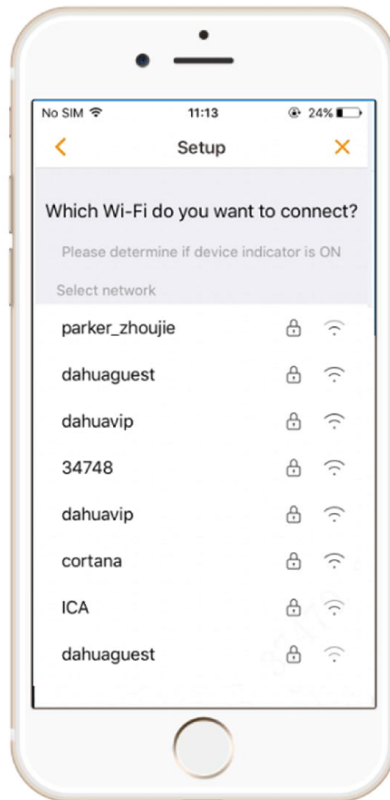 No SIM 11:13 24%
Setup
Which Wi-Fi do you want to connect?
Please determine if device indicator is ON
Select network
parker_zhoujie
dahuaguest
dahuavip
34748
dahuavip
cortana
ICA
dahuaguest